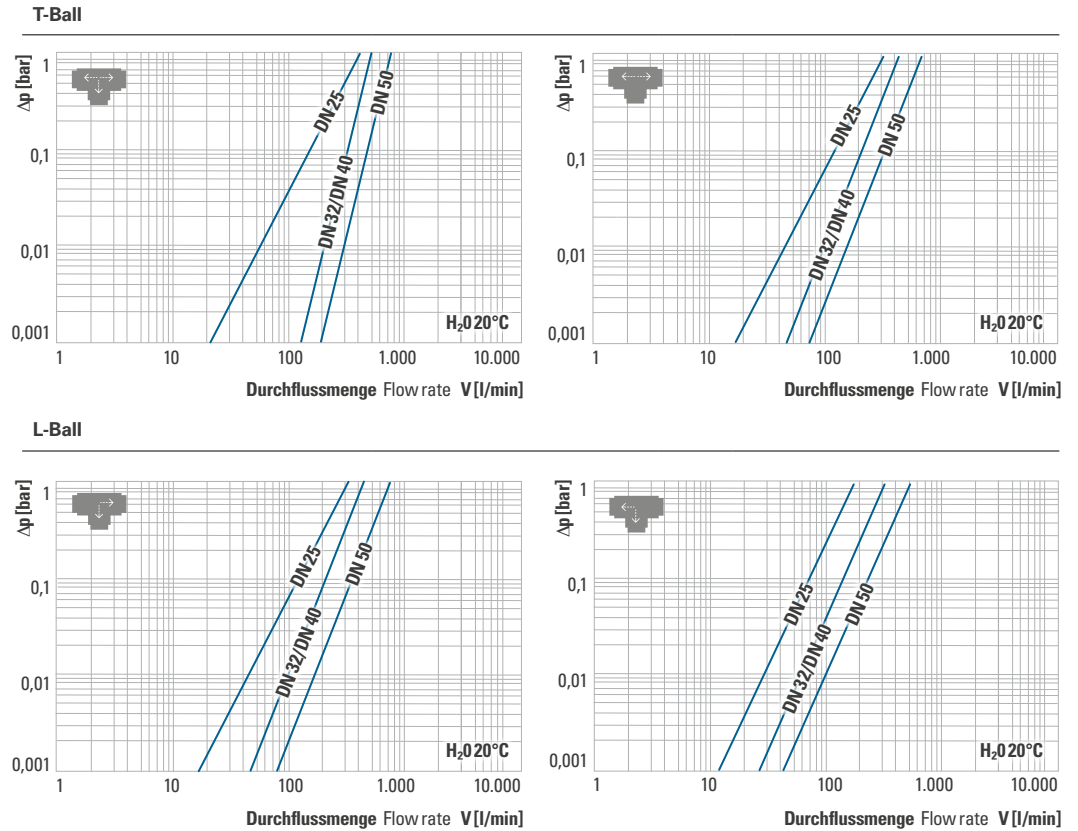 T-Ball
Δp [bar]
1
0,1
0,01
0,001
DN 25
DN 32/DN 40
DN 50
H₂O 20°C
1 10 100 1.000 10.000
Durchflussmenge Flow rate V [l/min]
Δp [bar]
1
0,1
0,01
0,001
DN 25
DN 32/DN 40
DN 50
H₂O 20°C
1 10 100 1.000 10.000
Durchflussmenge Flow rate V [l/min]
L-Ball
Δp [bar]
1
0,1
0,01
0,001
DN 25
DN 32/DN 40
DN 50
H₂O 20°C
1 10 100 1.000 10.000
Durchflussmenge Flow rate V [l/min]
Δp [bar]
1
0,1
0,01
0,001
DN 25
DN 32/DN 40
DN 50
H₂O 20°C
1 10 100 1.000 10.000
Durchflussmenge Flow rate V [l/min]